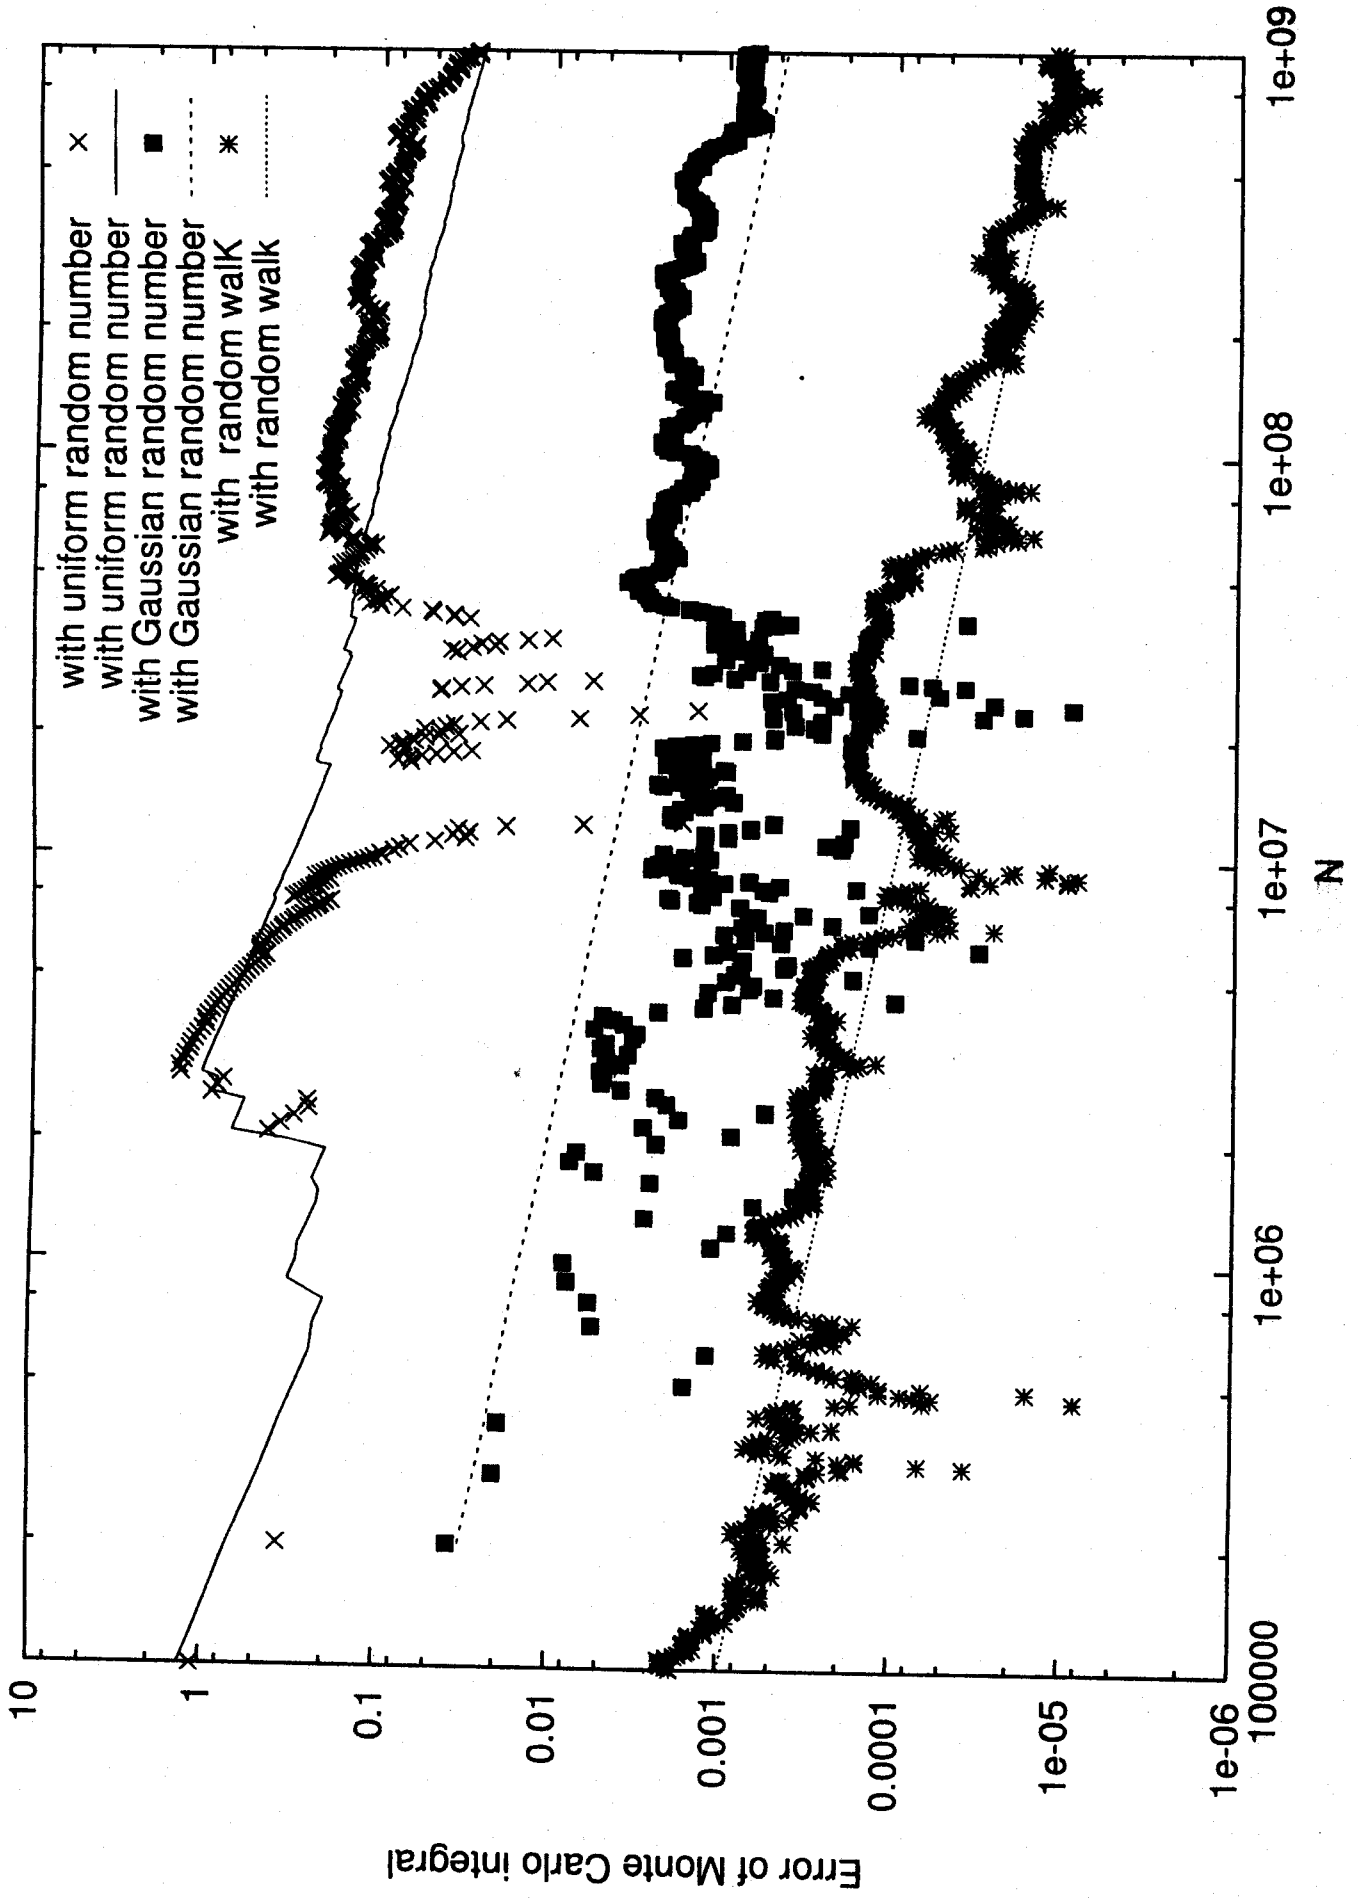 with uniform random number
with uniform random number
with Gaussian random number
with Gaussian random number
with random walK
with random walk
10
1
0.1
0.01
0.001
0.0001
1e-05
1e-06
100000
1e+06
1e+07
1e+08
1e+09
N
Error of Monte Carlo integral